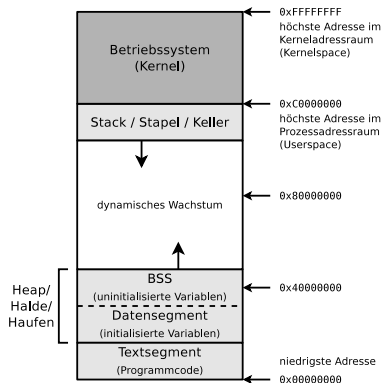 0xFFFFFFFF
höchste Adresse im
Kerneladressraum
(Kernelspace)
Betriebssystem
(Kernel)
0xC0000000
höchste Adresse im
Prozessadressraum
(Userspace)
Stack / Stapel / Keller
dynamisches Wachstum
0x80000000
Heap/
Halde/
Haufen
BSS
(uninitialisierte Variablen)
0x40000000
Datensegment
(initialisierte Variablen)
Textsegment
(Programmcode)
niedrigste Adresse
0x00000000